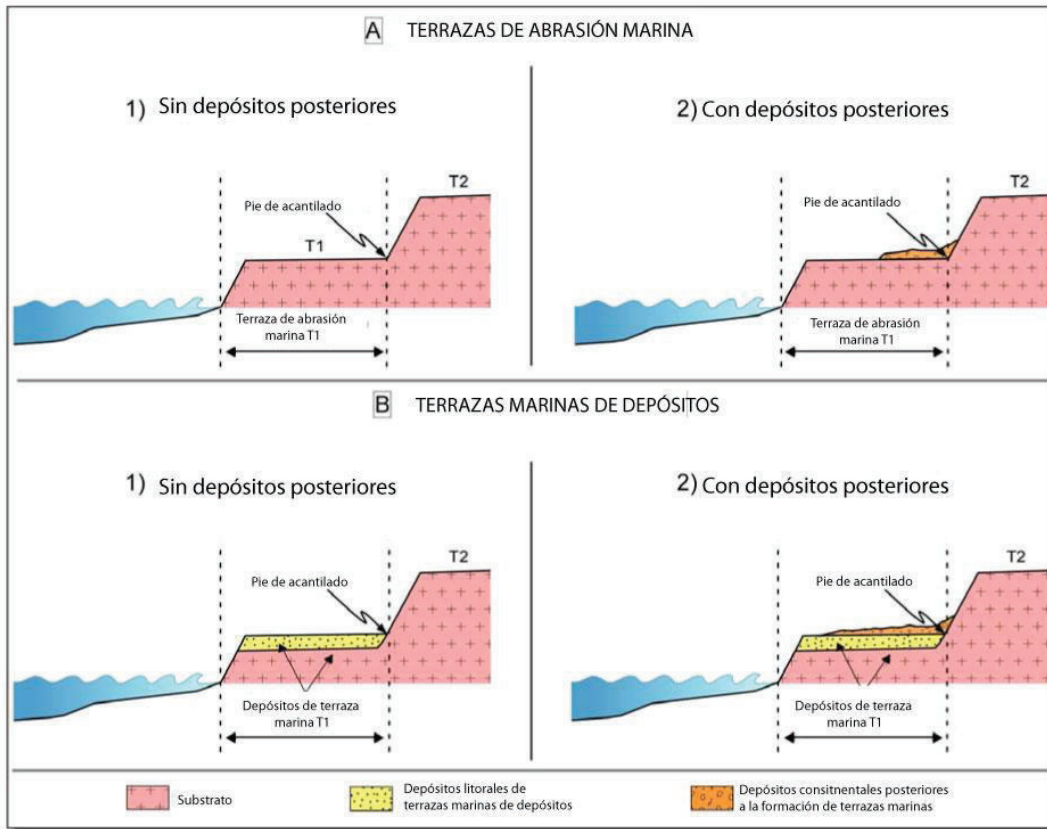 A TERRAZAS DE ABRASIÓN MARINA
1) Sin depósitos posteriores
T2
Pie de acantilado
T1
Terraza de abrasión
marina T1
2) Con depósitos posteriores
T2
Pie de acantilado
Terraza de abrasión
marina T1
B TERRAZAS MARINAS DE DEPÓSITOS
1) Sin depósitos posteriores
T2
Pie de acantilado
Depósitos de terraza
marina T1
2) Con depósitos posteriores
T2
Pie de acantilado
Depósitos de terraza
marina T1
Substrato
Depósitos litorales de
terrazas marinas de depósitos
Depósitos consitnentales posteriores
a la formación de terrazas marinas